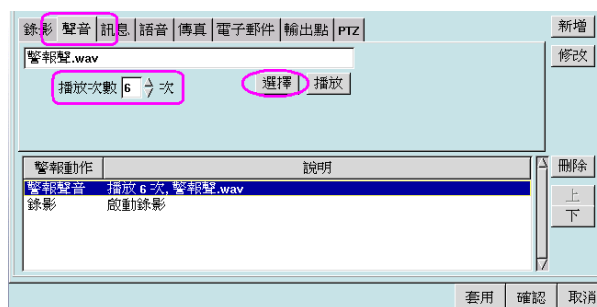 錄影 聲音 訊息 語音 傳真 電子郵件 輸出點 PTZ 新增
警報聲.wav 修改
播放次數 6 次 選擇 播放
警報動作 說明 刪除
警報聲音 播放 6 次, 警報聲.wav
錄影 啟動錄影 上
下
套用 確認 取消